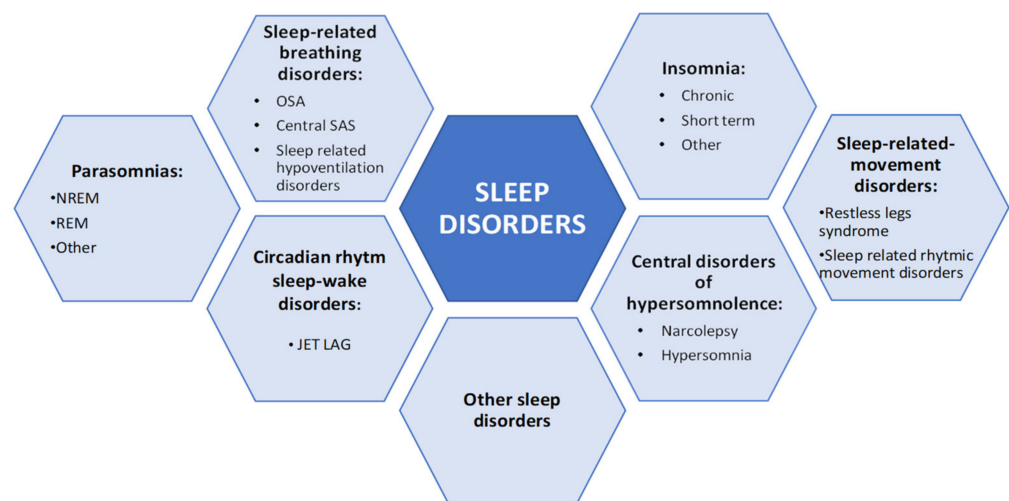 Sleep-related
breathing
disorders:
• OSA
• Central SAS
• Sleep related
hypoventilation
disorders
Insomnia:
• Chronic
• Short term
• Other
Parasomnias:
•NREM
•REM
•Other
SLEEP
DISORDERS
Sleep-related-
movement
disorders:
•Restless legs
syndrome
•Sleep related rhytmic
movement disorders
Circadian rhytm
sleep-wake
disorders:
• JET LAG
Central disorders
of
hypersomnolence:
• Narcolepsy
• Hypersomnia
Other sleep
disorders